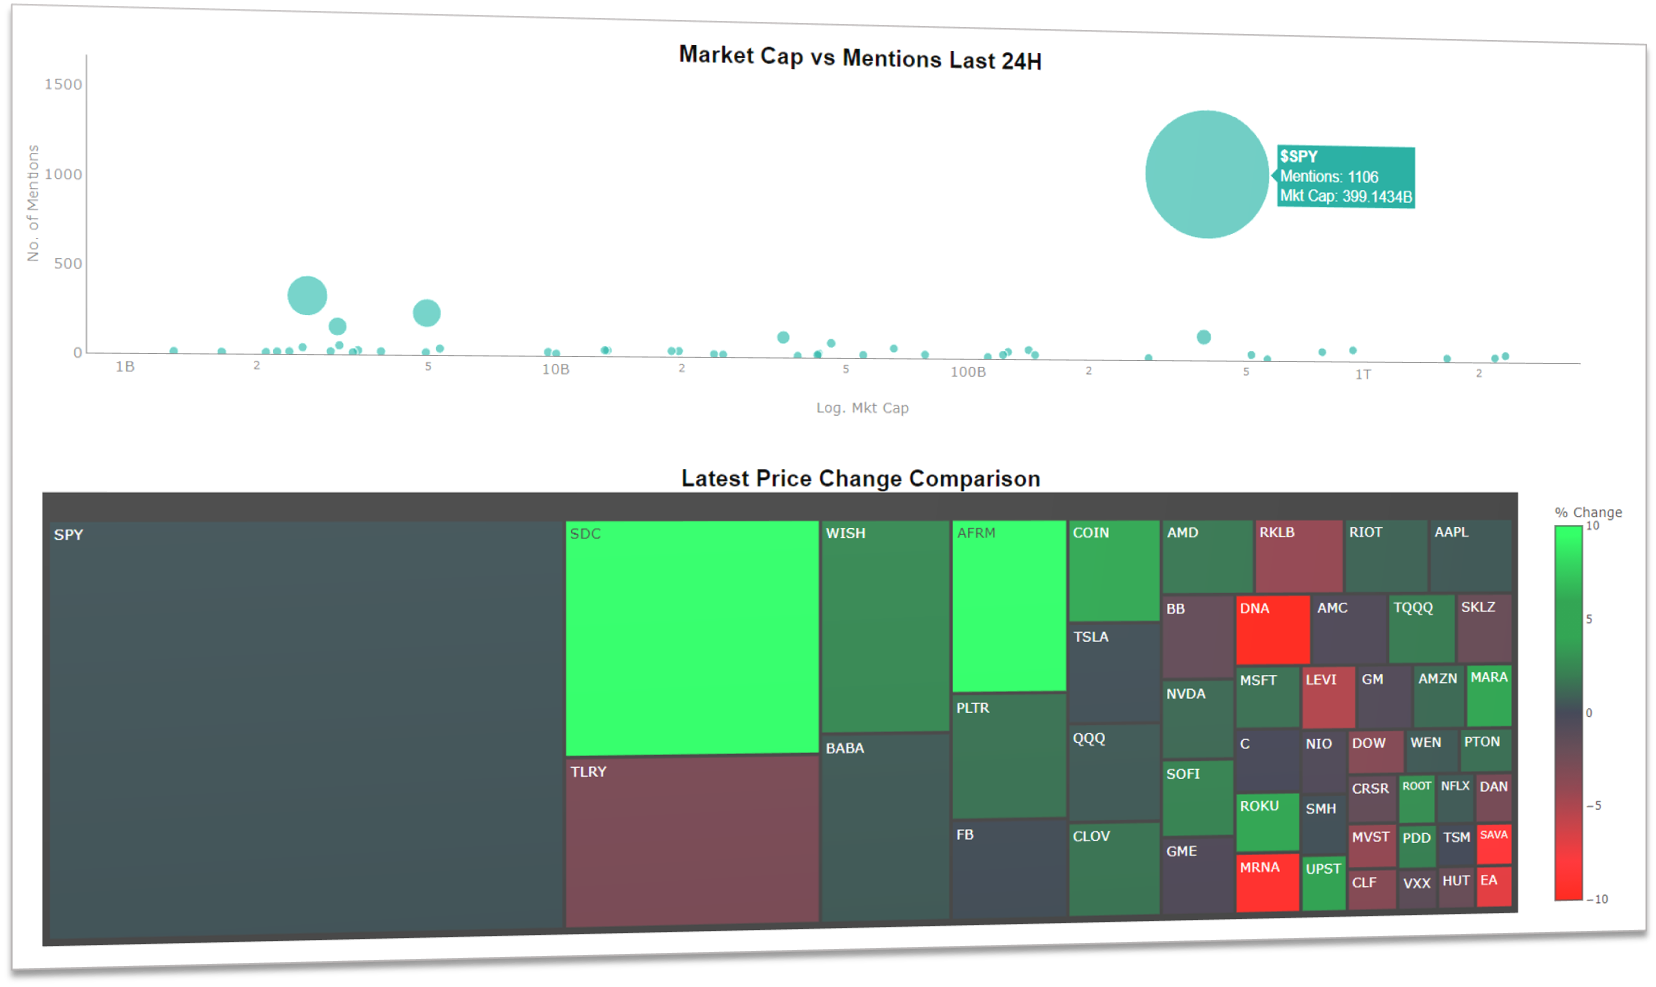 Market Cap vs Mentions Last 24H
1500
1000
500
0
No. of Mentions
$SPY
Mentions: 1106
Mkt Cap: 399.1434B
1B 2 5 10B 2 5 100B 2 5 1T 2
Log. Mkt Cap
Latest Price Change Comparison
% Change
10
5
0
−5
−10
SPY SDC WISH AFRM COIN AMD RKLB RIOT AAPL
BB DNA AMC TQQQ SKLZ
TSLA
MSFT LEVI GM AMZN MARA
NVDA
PLTR
QQQ C NIO DOW WEN PTON
BABA
TLRY SOFI
CRSR ROOT NFLX DAN
ROKU SMH
FB CLOV MVST PDD TSM SAVA
GME
MRNA UPST CLF VXX HUT EA